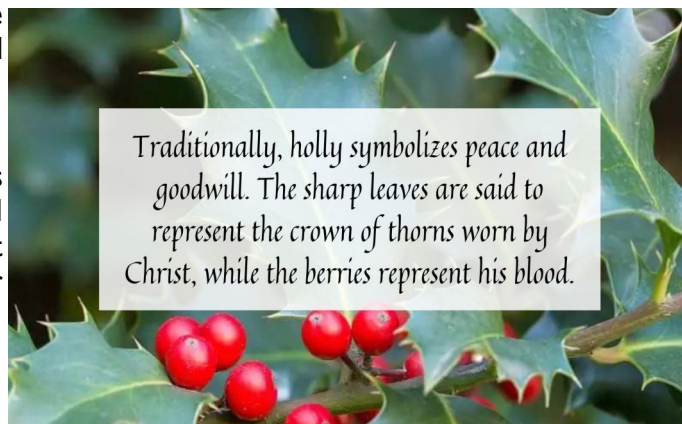 Traditionally, holly symbolizes peace and
goodwill. The sharp leaves are said to
represent the crown of thorns worn by
Christ, while the berries represent his blood.